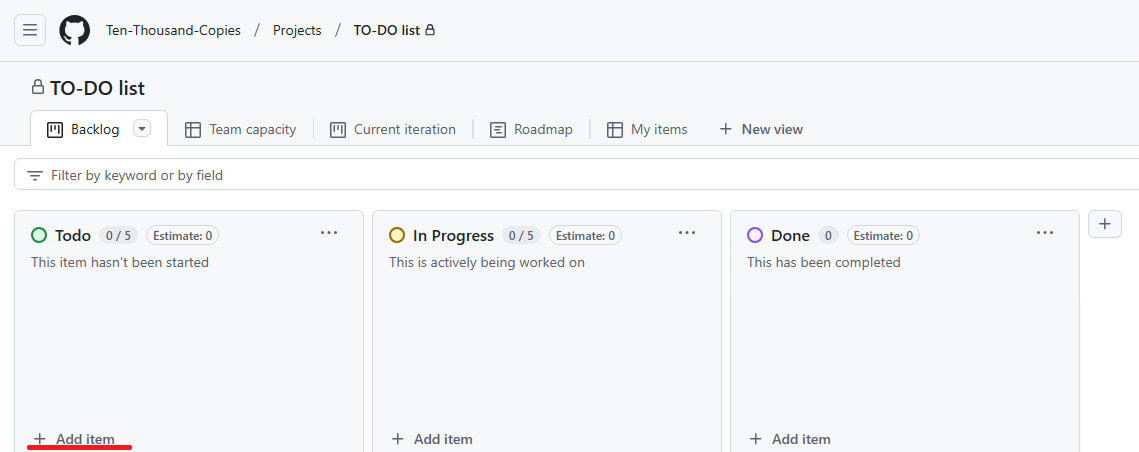 Ten-Thousand-Copies / Projects / TO-DO list
TO-DO list
Backlog Team capacity Current iteration Roadmap My items + New view
Filter by keyword or by field
Todo 0 / 5 Estimate: 0 ...
This item hasn't been started
+ Add item
In Progress 0 / 5 Estimate: 0 ...
This is actively being worked on
+ Add item
Done 0 Estimate: 0 ...
This has been completed
+ Add item
+